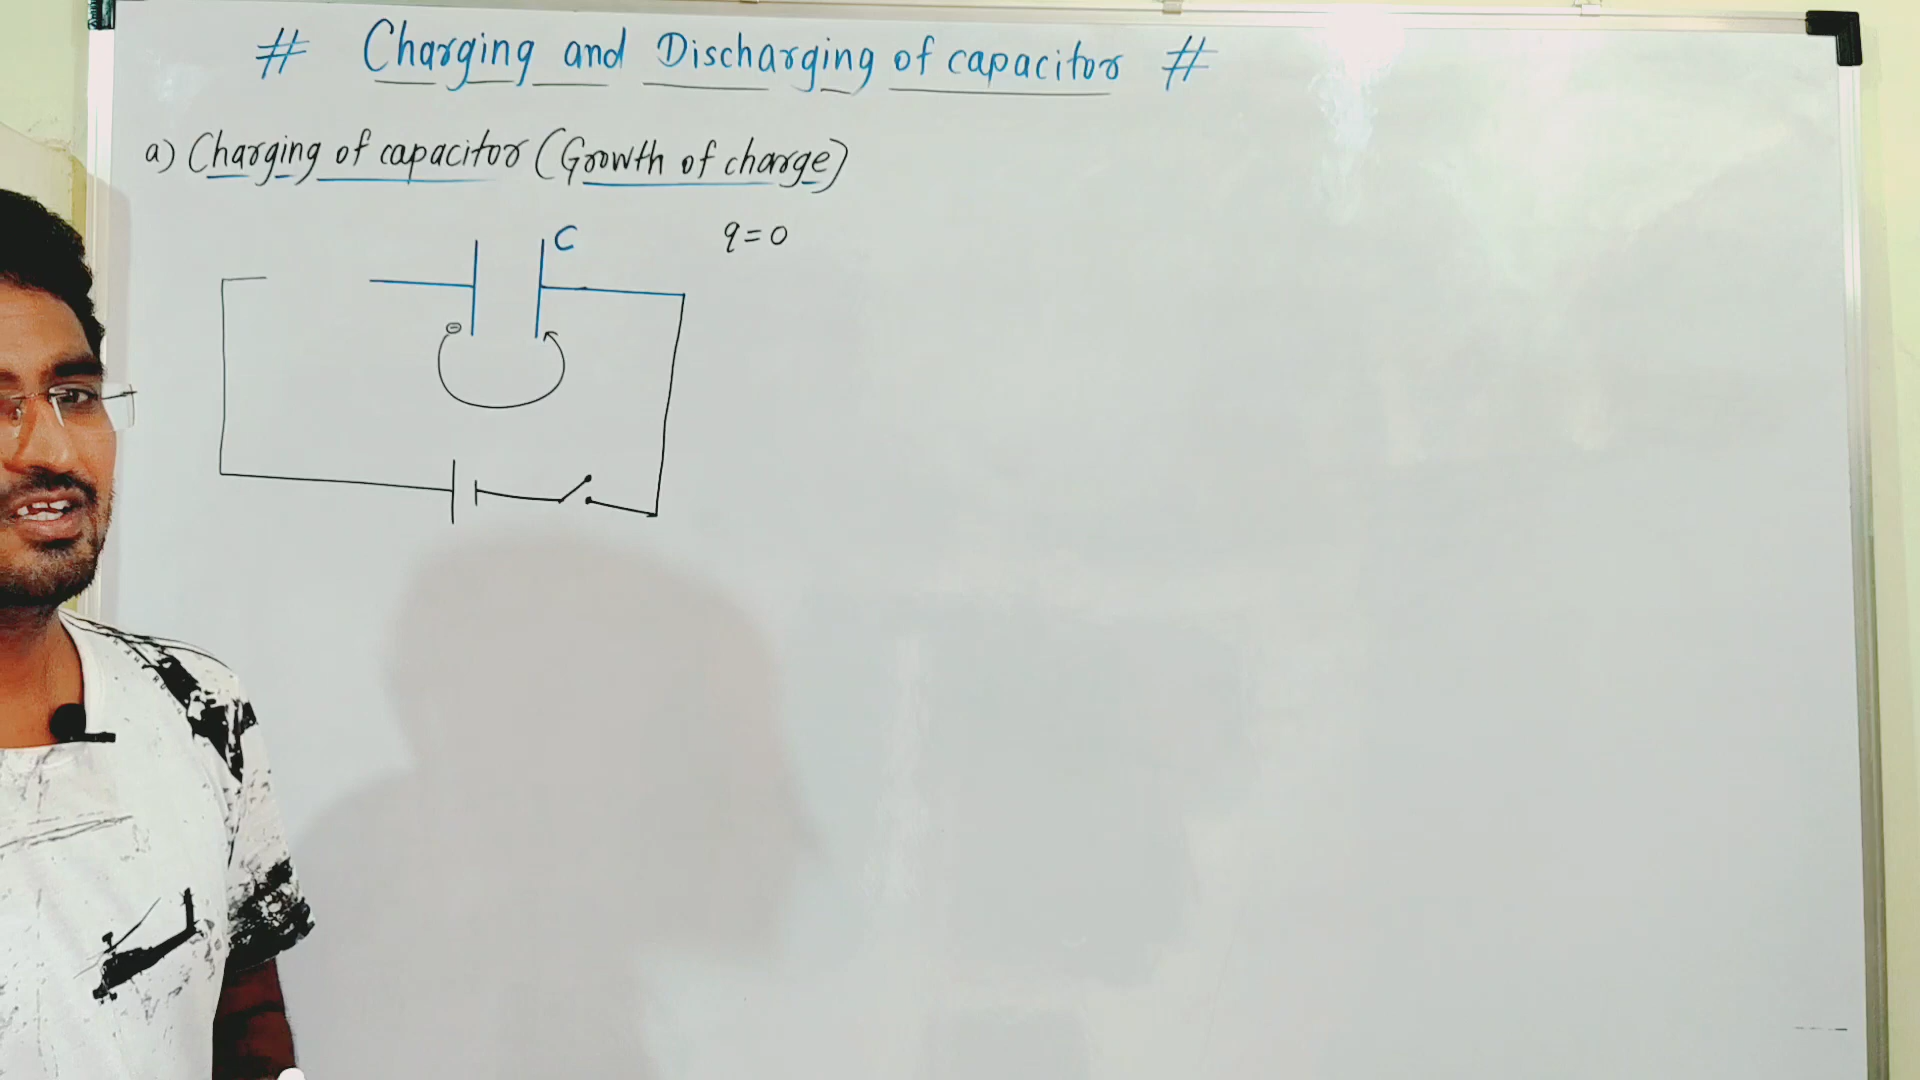 # Charging and Discharging of capacitor #
a) Charging of capacitor (Growth of charge)
C
q=0
⊖